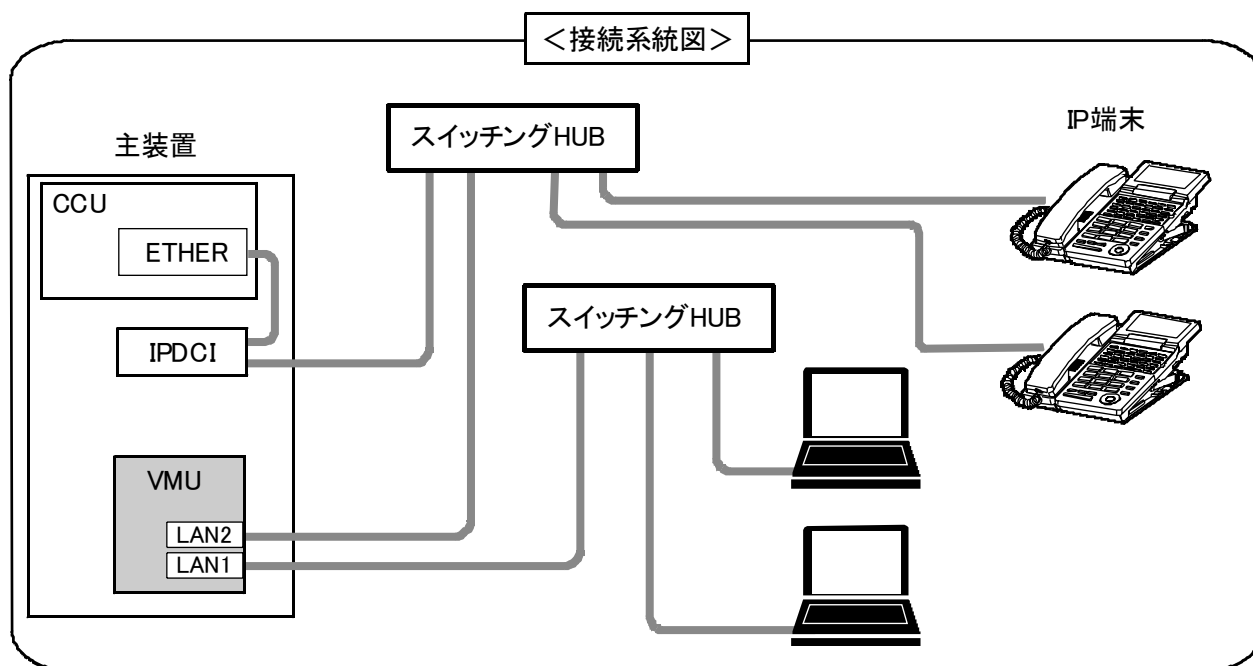 ＜接続系統図＞
スイッチングHUB
IP端末
主装置
CCU
ETHER
スイッチングHUB
IPDCI
VMU
LAN2
LAN1